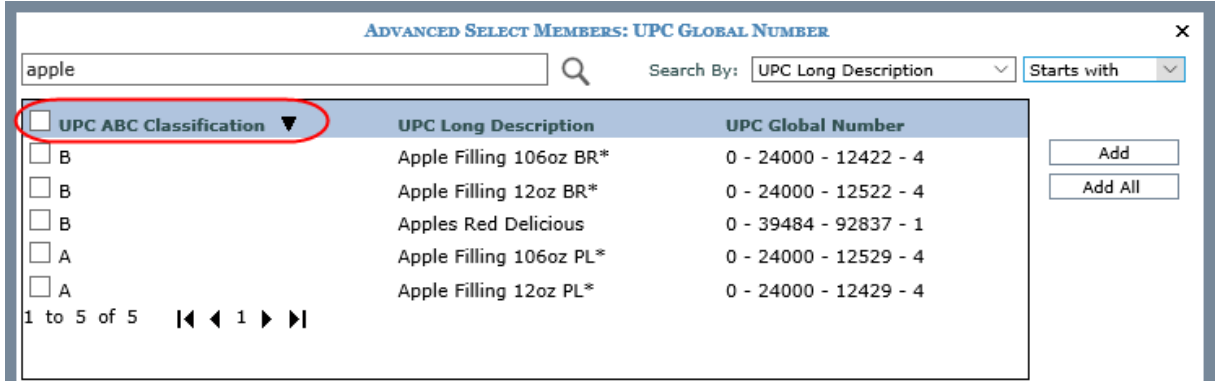 ADVANCED SELECT MEMBERS: UPC GLOBAL NUMBER
apple Search By: UPC Long Description Starts with
UPC ABC Classification ▼ UPC Long Description UPC Global Number
B Apple Filling 106oz BR* 0 - 24000 - 12422 - 4 Add
B Apple Filling 12oz BR* 0 - 24000 - 12522 - 4 Add All
B Apples Red Delicious 0 - 39484 - 92837 - 1
A Apple Filling 106oz PL* 0 - 24000 - 12529 - 4
A Apple Filling 12oz PL* 0 - 24000 - 12429 - 4
1 to 5 of 5 1